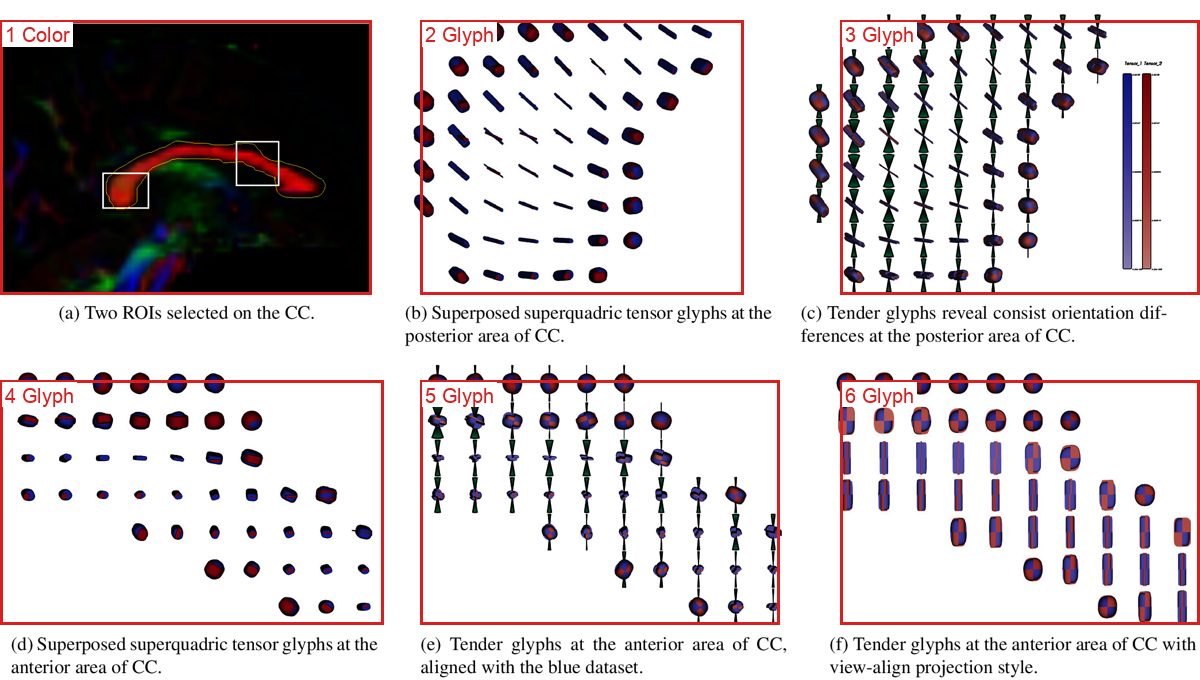 1 Color
2 Glyph
3 Glyph
Tensor_1 Tensor_2
(a) Two ROIs selected on the CC.
(b) Superposed superquadric tensor glyphs at the
posterior area of CC.
(c) Tender glyphs reveal consist orientation dif-
ferences at the posterior area of CC.
4 Glyph
5 Glyph
6 Glyph
(d) Superposed superquadric tensor glyphs at the
anterior area of CC.
(e) Tender glyphs at the anterior area of CC,
aligned with the blue dataset.
(f) Tender glyphs at the anterior area of CC with
view-align projection style.